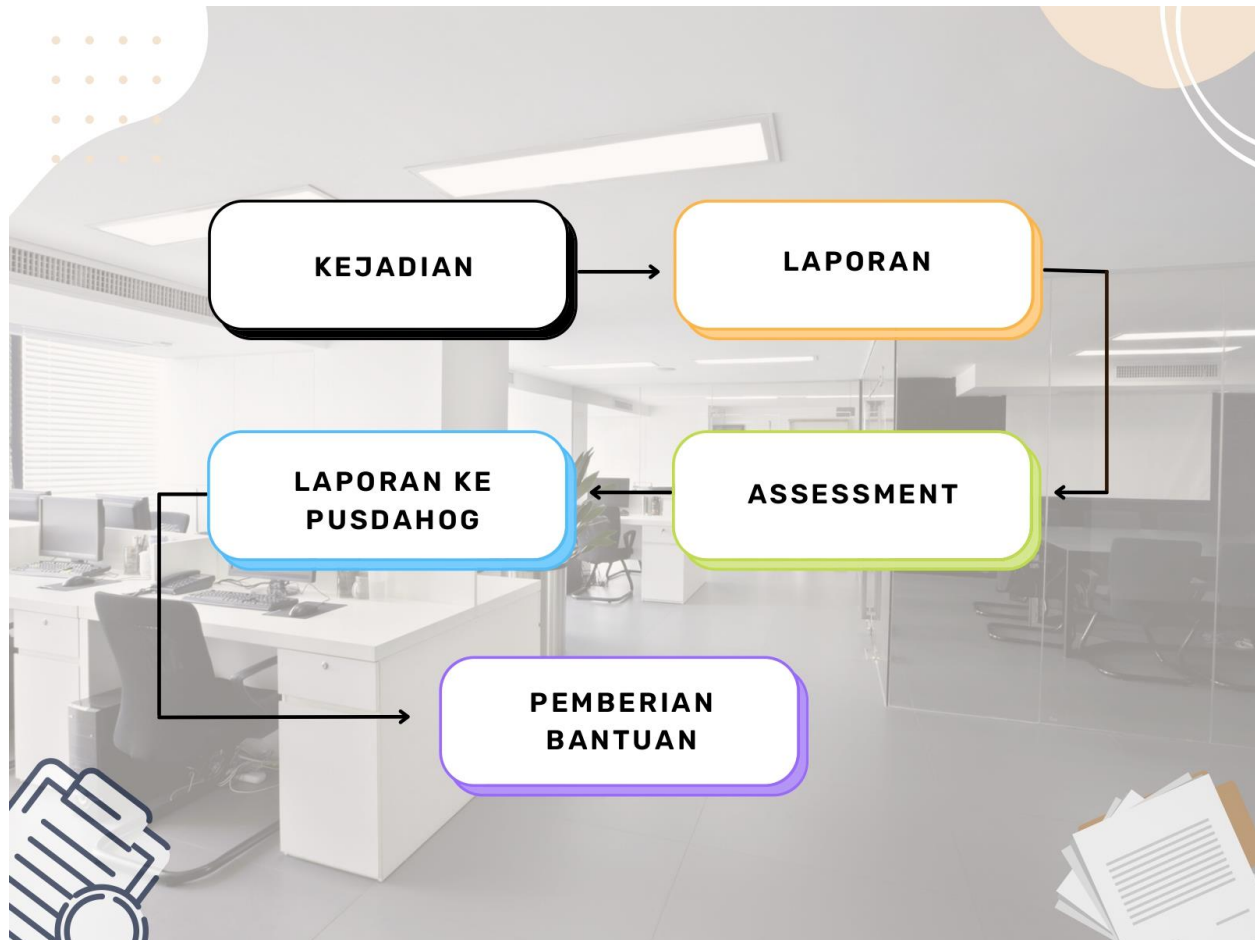 KEJADIAN
LAPORAN
ASSESSMENT
LAPORAN KE
PUSDAHOG
PEMBERIAN
BANTUAN